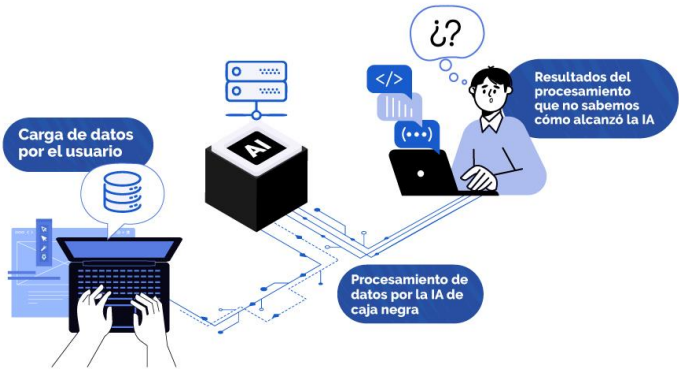 ¿?
Resultados del
procesamiento
que no sabemos
cómo alcanzó la IA
</>
(•••)
Carga de datos
por el usuario
AI
Procesamiento de
datos por la IA de
caja negra